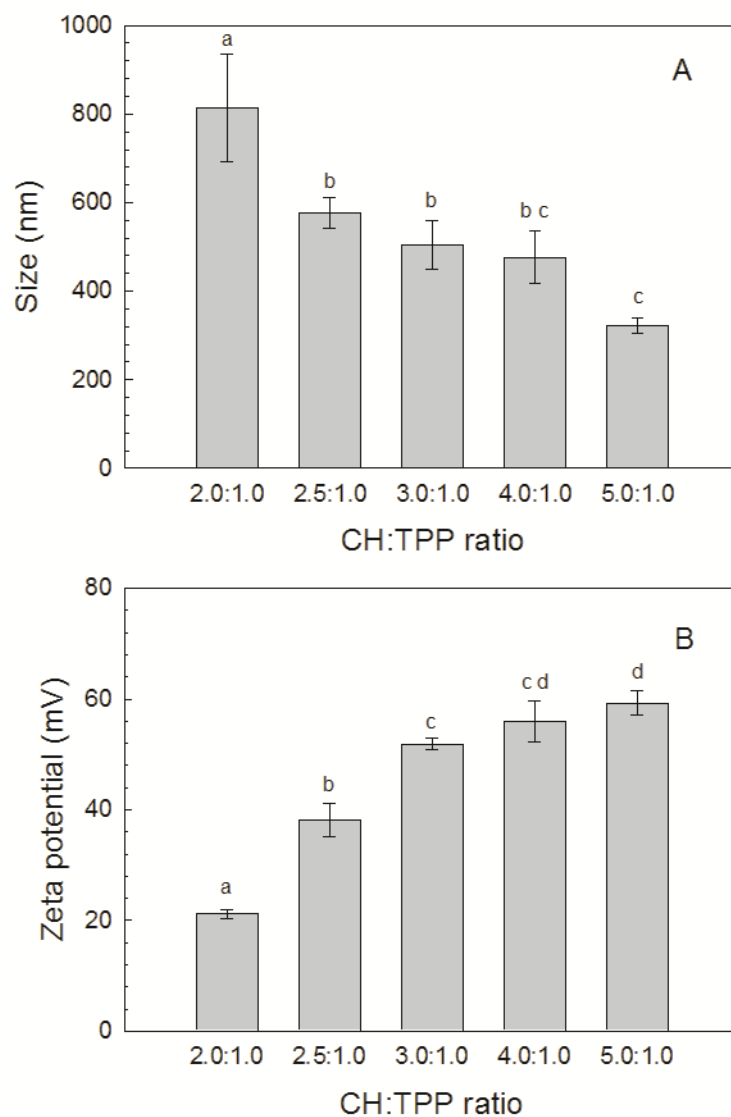 1000
a
A
800
600
b
b
b c
400
c
200
0
Size (nm)
2.0:1.0 2.5:1.0 3.0:1.0 4.0:1.0 5.0:1.0
CH:TPP ratio
80
B
60
c
c d
d
40
b
20
a
0
Zeta potential (mV)
2.0:1.0 2.5:1.0 3.0:1.0 4.0:1.0 5.0:1.0
CH:TPP ratio